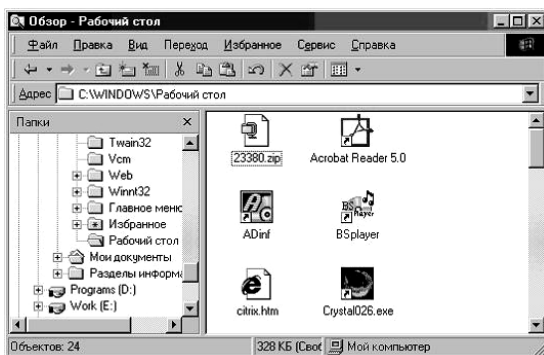 Обзор - Рабочий стол
Файл Правка Вид Переход Избранное Сервис Справка
Адрес C:\WINDOWS\Рабочий стол
Папки
Twain32
Vcm
Web
Winnt32
Главное меню
Избранное
Рабочий стол
Мои документы
Разделы информа
Programs (D:)
Work (E:)
23380.zip
Acrobat Reader 5.0
ADinf
BSplayer
citrix.htm
Crystal026.exe
Объектов: 24
328 КБ (Своб
Мой компьютер